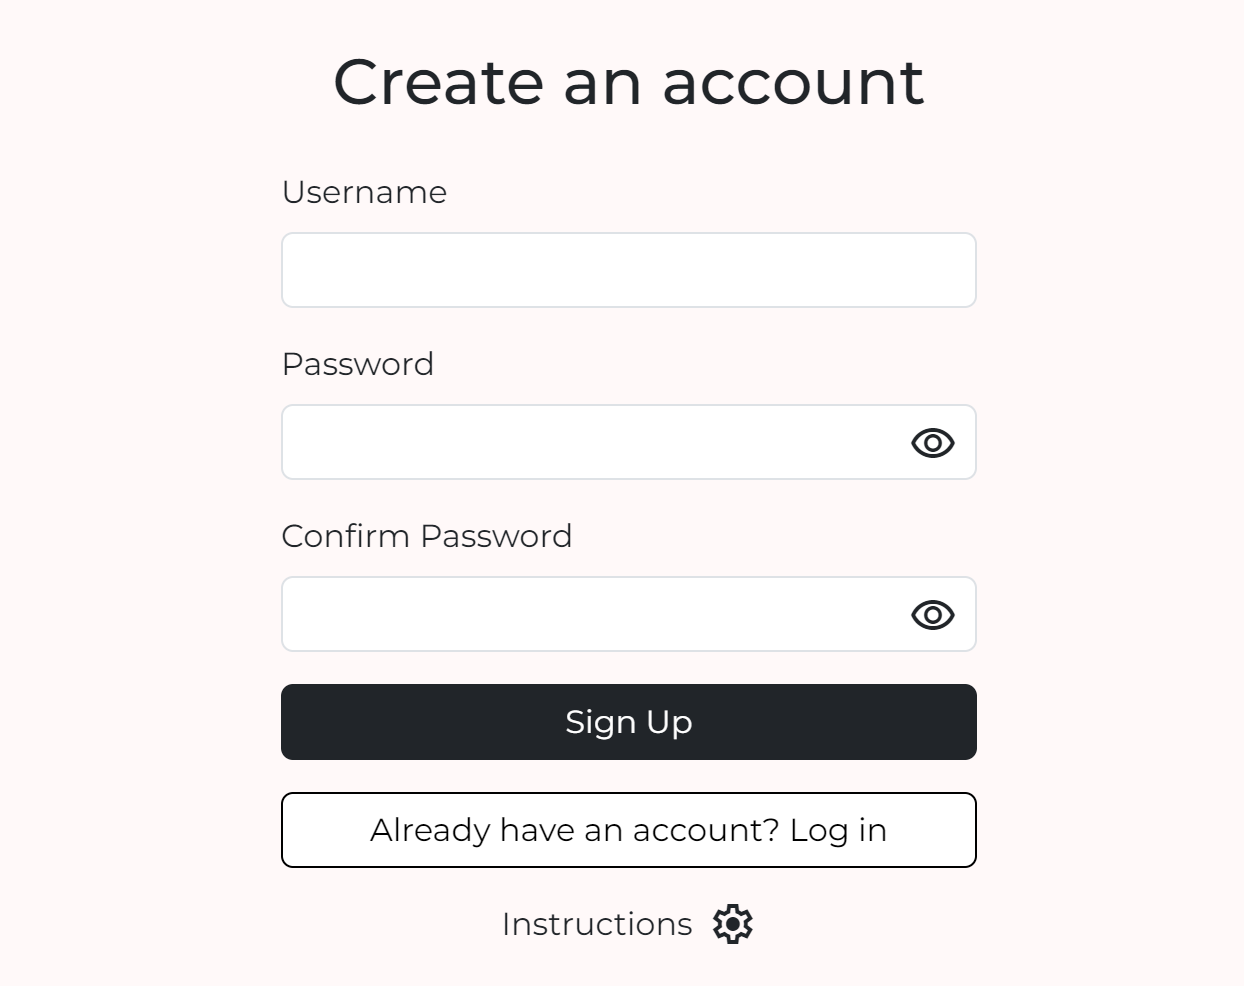 Create an account
Username
Password
Confirm Password
Sign Up
Already have an account? Log in
Instructions